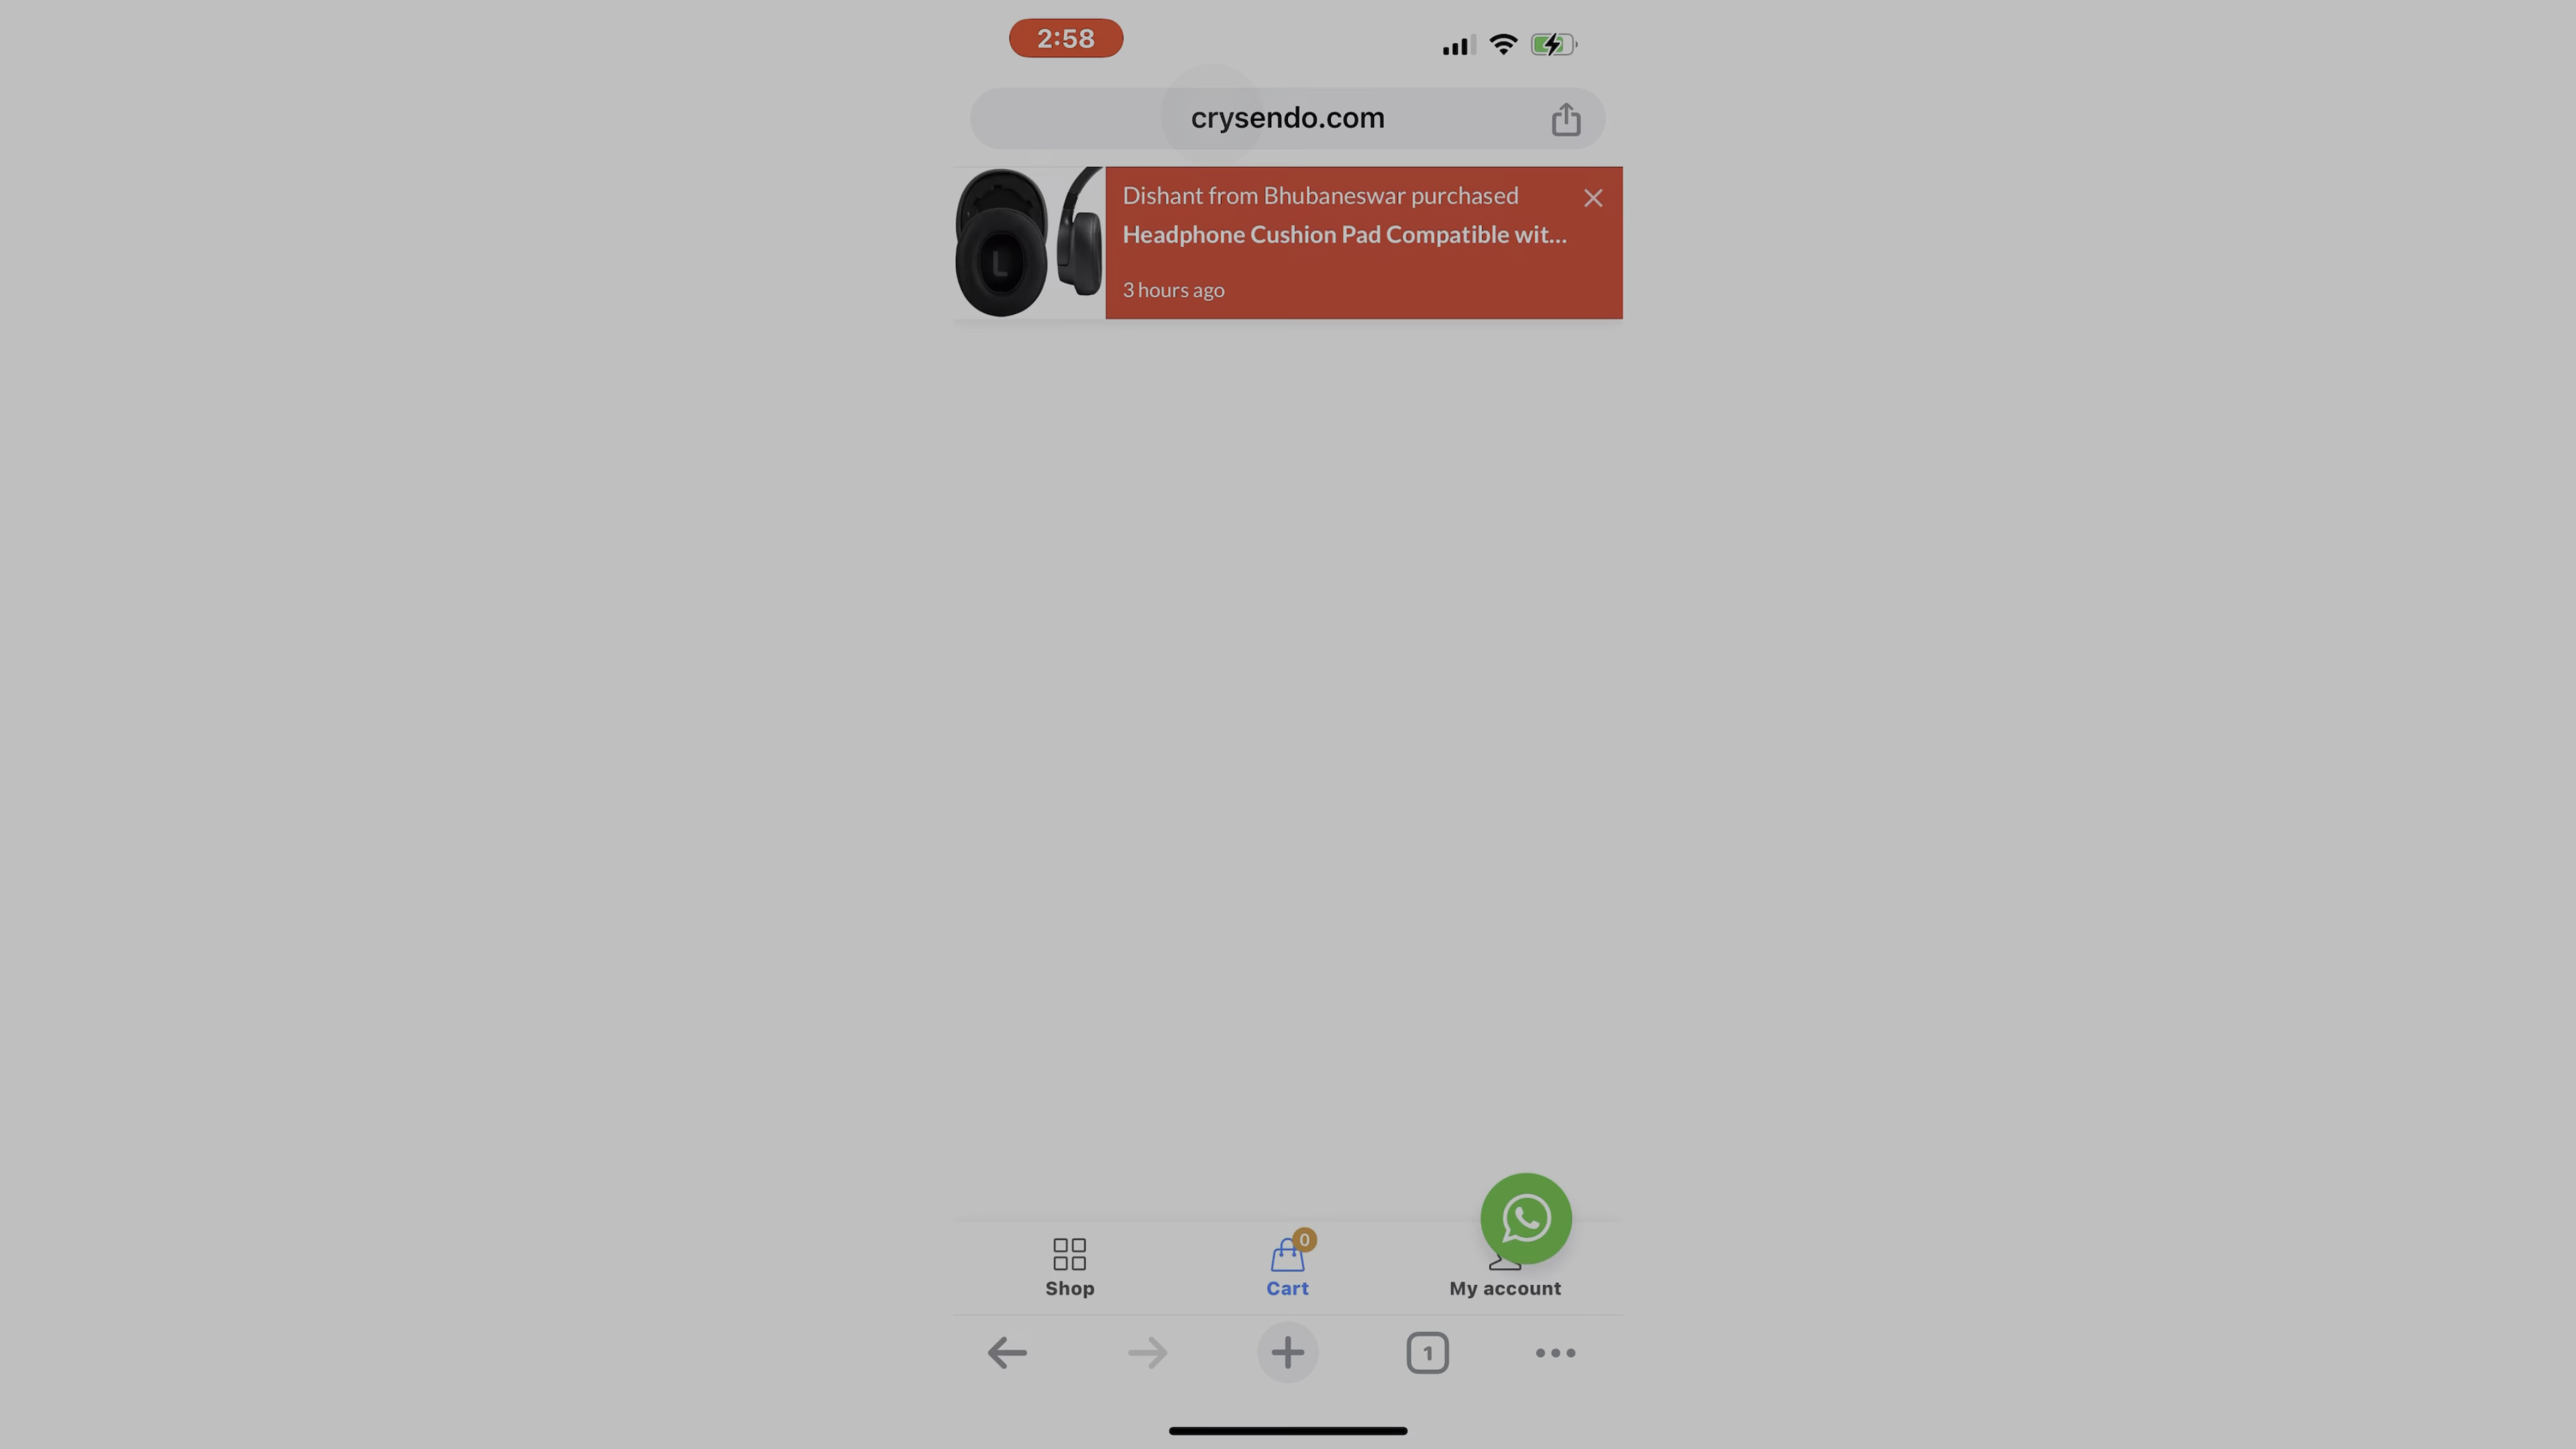 2:58
crysendo.com
Dishant from Bhubaneswar purchased
Headphone Cushion Pad Compatible wit...
3 hours ago
L
0
Shop
Cart
My account
1